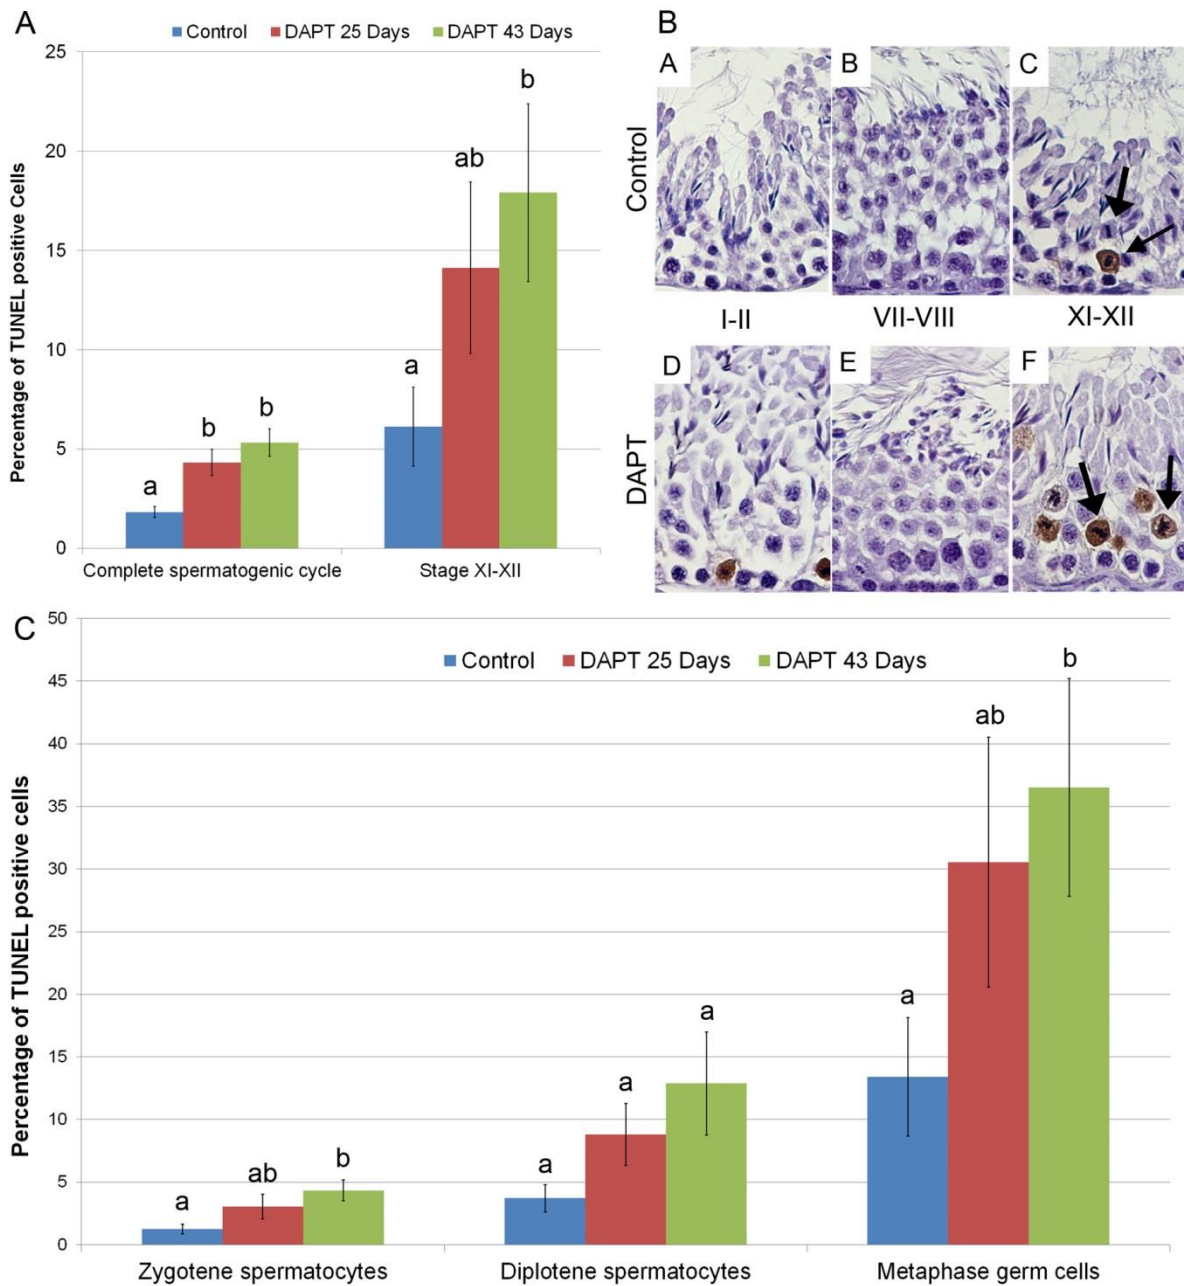 A
Control DAPT 25 Days DAPT 43 Days
Percentage of TUNEL positive Cells
25
20
15
10
5
0
a
b
b
a
ab
b
Complete spermatogenic cycle Stage XI-XII
B
Control
A B C
I-II VII-VIII XI-XII
DAPT
D E F
C
Control DAPT 25 Days DAPT 43 Days
Percentage of TUNEL positive cells
50
45
40
35
30
25
20
15
10
5
0
a
ab
b
a
a
a
a
ab
b
Zygotene spermatocytes Diplotene spermatocytes Metaphase germ cells